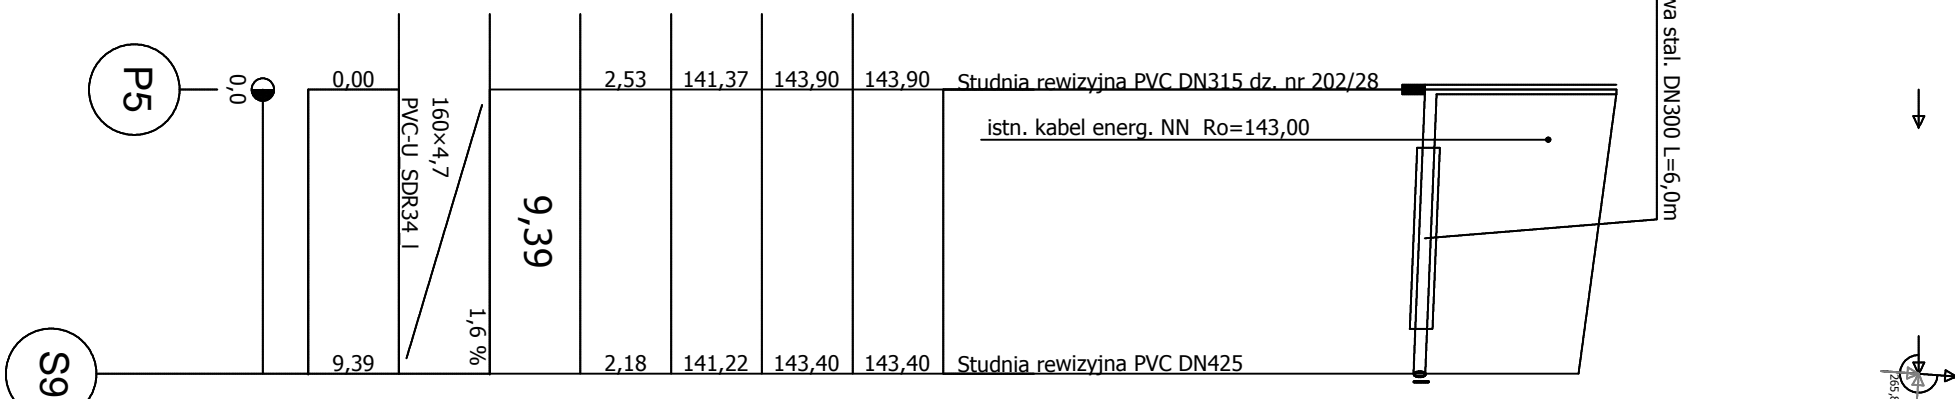 wa stal. DN300 L=6,0m
P5
0,0
0,00
2,53
141,37
143,90
143,90
Studnia rewizyjna PVC DN315 dz. nr 202/28
istn. kabel energ. NN Ro=143,00
160×4,7
PVC-U SDR34 l
9,39
1,6 %
S9
9,39
2,18
141,22
143,40
143,40
Studnia rewizyjna PVC DN425